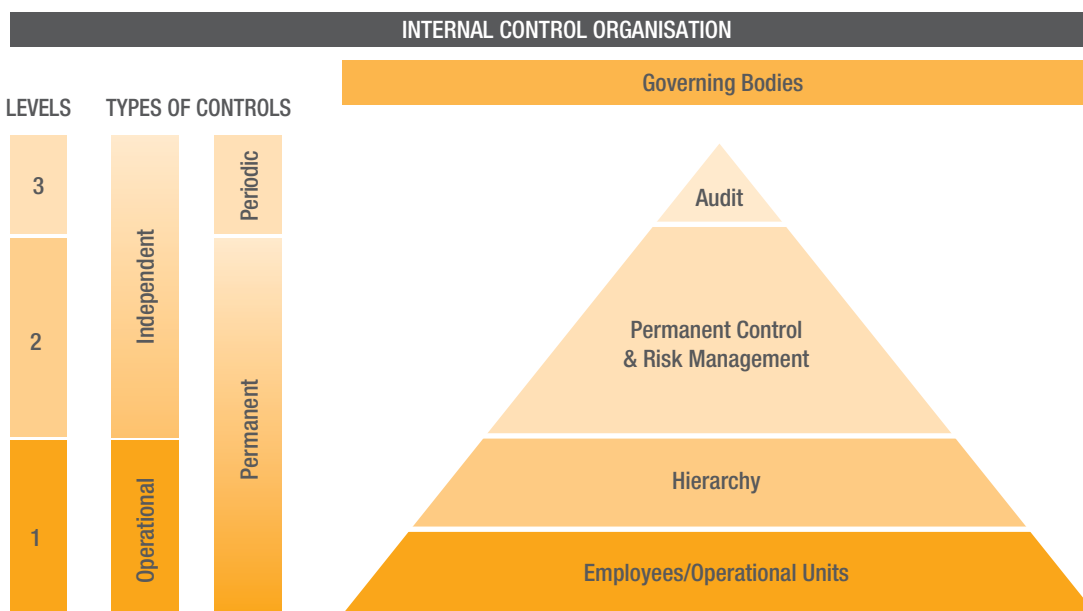 INTERNAL CONTROL ORGANISATION
Governing Bodies
LEVELS
TYPES OF CONTROLS
3
Independent
Periodic
Audit
2
Permanent
Permanent Control
& Risk Management
1
Operational
Hierarchy
Employees/Operational Units